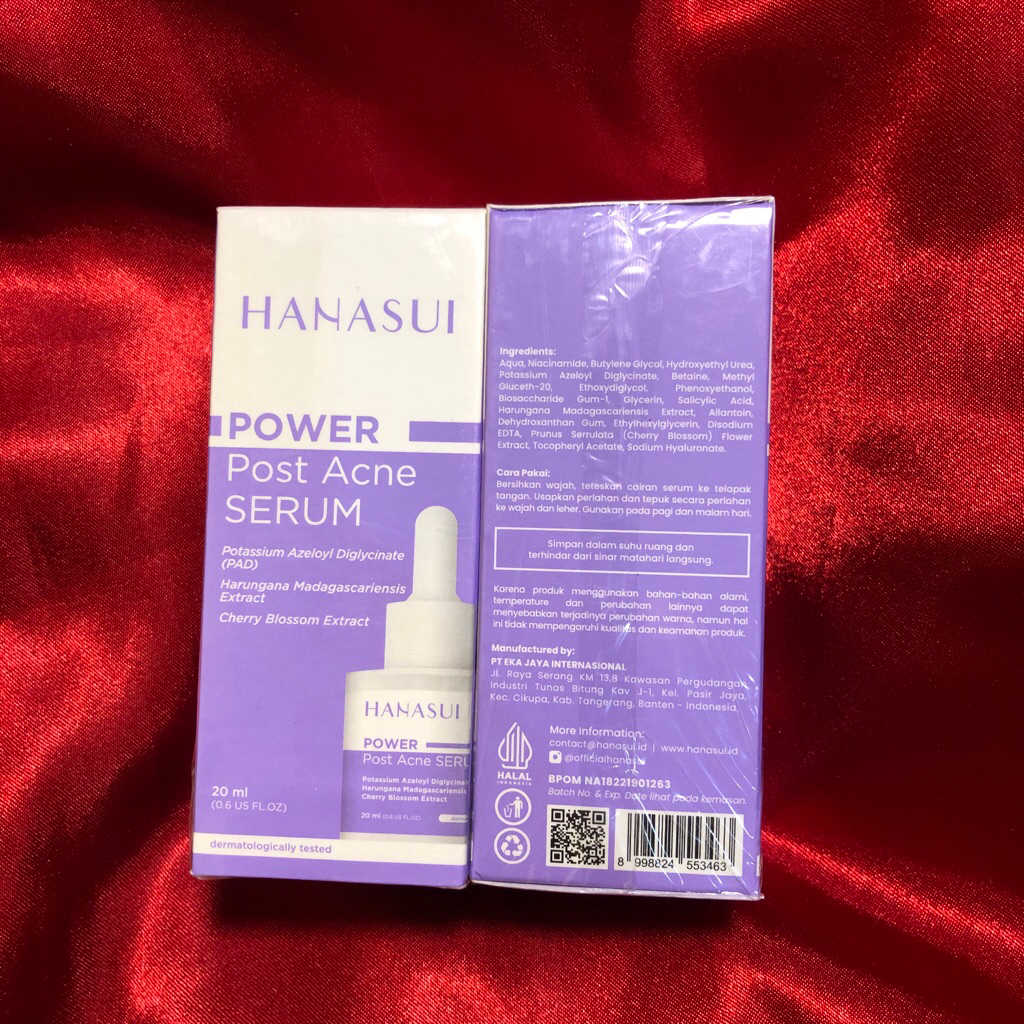 HANASUI
POWER
Post Acne
SERUM
Potassium Azeloyl Diglycinate
(PAD)
Harungana Madagascariensis
Extract
Cherry Blossom Extract
HANASUI
POWER
Post Acne SERU
Potassium Azeloyl Diglycinat
Harungana Madagascariensis
Cherry Blossom Extract
20 ml (0.6 US FL.OZ)
derma
20 ml
(0.6 US FL.OZ)
dermatologically tested
Ingredients:
Aqua, Niacinamide, Butylene Glycol, Hydroxyethyl Urea,
Potassium Azeloyl Diglycinate, Betaine, Methyl
Gluceth-20, Ethoxydiglycol, Phenoxyethanol,
Biosaccharide Gum-1, Glycerin, Salicylic Acid,
Harungana Madagascariensis Extract, Allantoin,
Dehydroxanthan Gum, Ethylhexylglycerin, Disodium
EDTA, Prunus Serrulata (Cherry Blossom) Flower
Extract, Tocopheryl Acetate, Sodium Hyaluronate.
Cara Pakai:
Bersihkan wajah, teteskan cairan serum ke telapak
tangan. Usapkan perlahan dan tepuk secara perlahan
ke wajah dan leher. Gunakan pada pagi dan malam hari.
Simpan dalam suhu ruang dan
terhindar dari sinar matahari langsung.
Karena produk menggunakan bahan-bahan alami,
temperature dan perubahan lainnya dapat
menyebabkan terjadinya perubahan warna, namun hal
ini tidak mempengaruhi kualitas dan keamanan produk.
Manufactured by:
PT EKA JAYA INTERNASIONAL
Jl. Raya Serang KM 13,8 Kawasan Pergudangan
Industri Tunas Bitung Kav J-1, Kel. Pasir Jaya,
Kec. Cikupa, Kab. Tangerang, Banten - Indonesia.
HALAL
INDONESIA
More Information:
contact@hanasui.id | www.hanasui.id
@officialhanasui
BPOM NA18221901263
Batch No. & Exp. Date lihat pada kemasan.
8 998824 553463